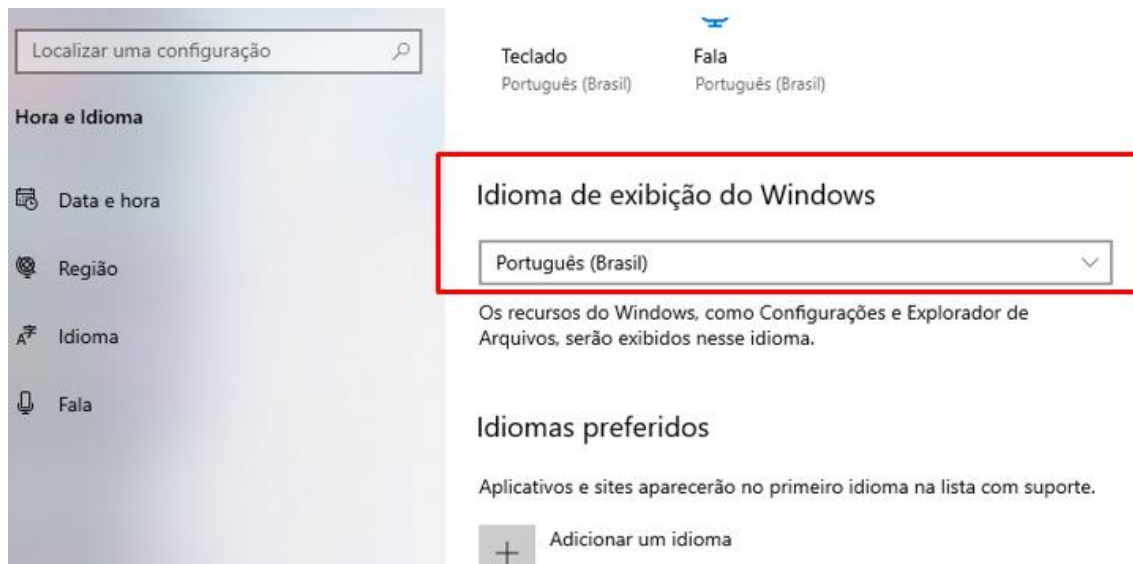 Localizar uma configuração
Hora e Idioma
Data e hora
Região
Idioma
Fala
Teclado
Português (Brasil)
Fala
Português (Brasil)
Idioma de exibição do Windows
Português (Brasil)
Os recursos do Windows, como Configurações e Explorador de
Arquivos, serão exibidos nesse idioma.
Idiomas preferidos
Aplicativos e sites aparecerão no primeiro idioma na lista com suporte.
Adicionar um idioma